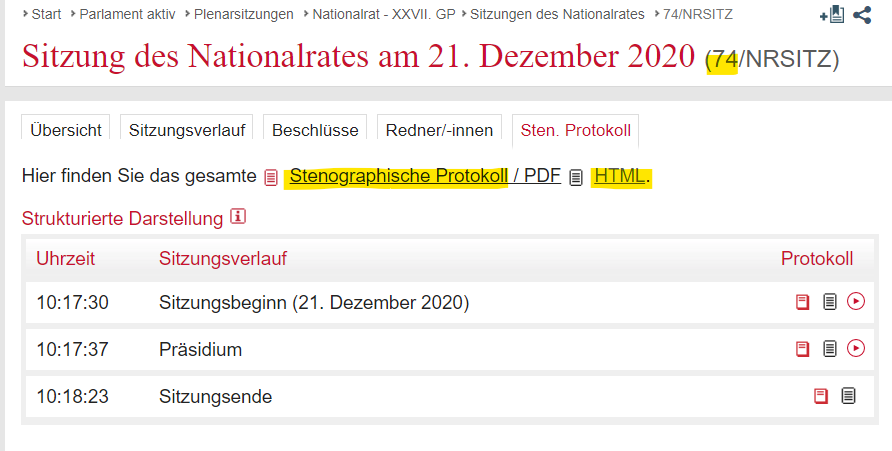 Start Parlament aktiv Plenarsitzungen Nationalrat - XXVII. GP Sitzungen des Nationalrates 74/NRSITZ
Sitzung des Nationalrates am 21. Dezember 2020 (74/NRSITZ)
Übersicht Sitzungsverlauf Beschlüsse Redner/-innen Sten. Protokoll
Hier finden Sie das gesamte Stenographische Protokoll / PDF HTML.
Strukturierte Darstellung
Uhrzeit Sitzungsverlauf Protokoll
10:17:30 Sitzungsbeginn (21. Dezember 2020)
10:17:37 Präsidium
10:18:23 Sitzungsende